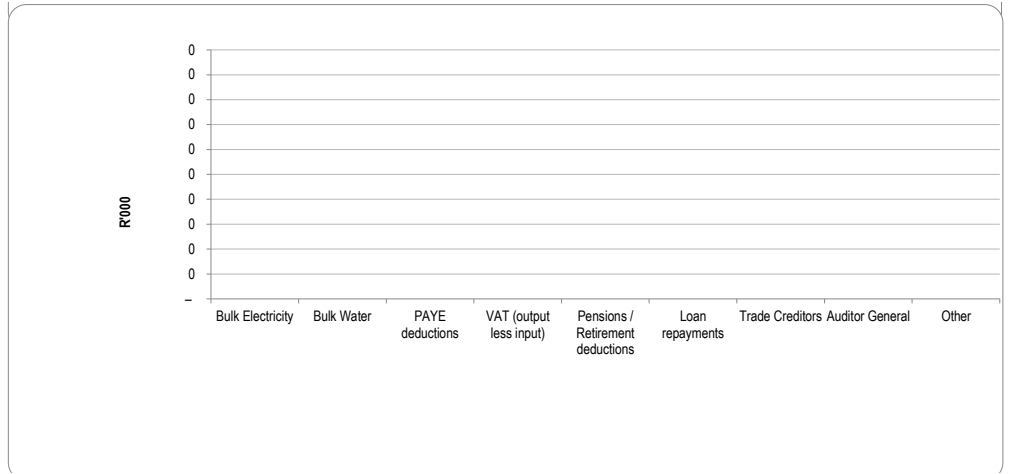 0
0
0
0
0
0
0
0
0
0
–
R'000
Bulk Electricity
Bulk Water
PAYE
deductions
VAT (output
less input)
Pensions /
Retirement
deductions
Loan
repayments
Trade Creditors
Auditor General
Other